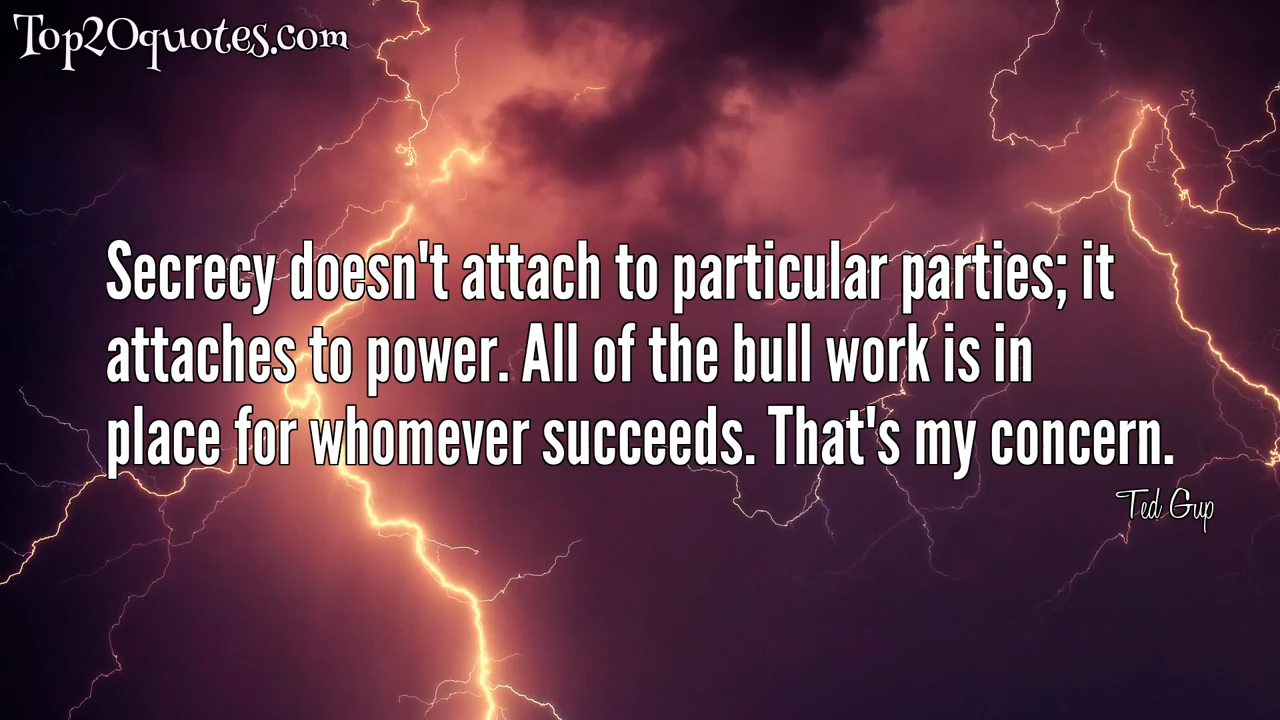 Top20quotes.com
Secrecy doesn't attach to particular parties; it
attaches to power. All of the bull work is in
place for whomever succeeds. That's my concern.
Ted Gup